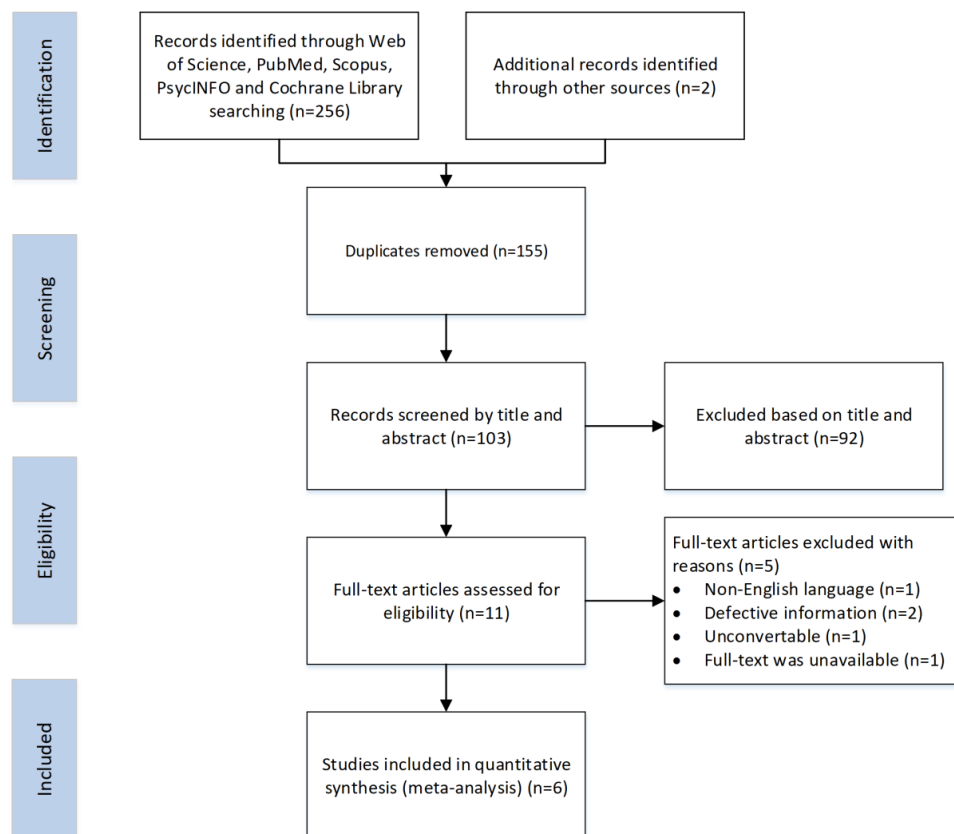 Identification
Records identified through Web
of Science, PubMed, Scopus,
PsycINFO and Cochrane Library
searching (n=256)
Additional records identified
through other sources (n=2)
Screening
Duplicates removed (n=155)
Records screened by title and
abstract (n=103)
Excluded based on title and
abstract (n=92)
Eligibility
Full-text articles assessed for
eligibility (n=11)
Full-text articles excluded with
reasons (n=5)
• Non-English language (n=1)
• Defective information (n=2)
• Unconvertable (n=1)
• Full-text was unavailable (n=1)
Included
Studies included in quantitative
synthesis (meta-analysis) (n=6)